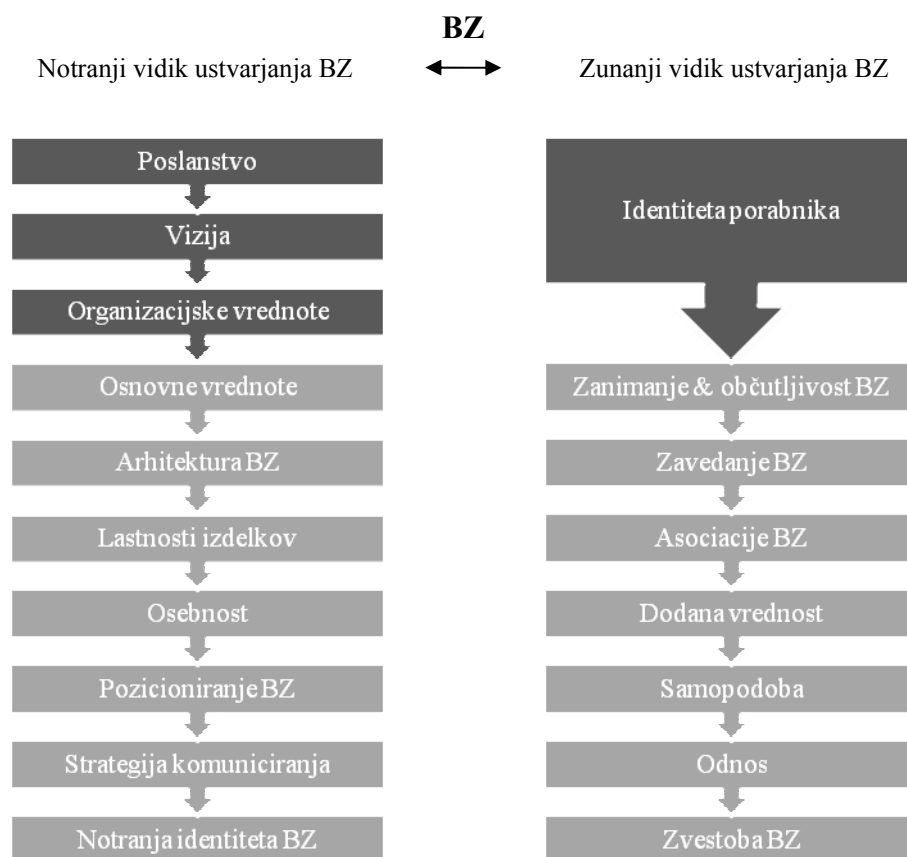 BZ
Notranji vidik ustvarjanja BZ
Zunanji vidik ustvarjanja BZ
Poslanstvo
Vizija
Organizacijske vrednote
Osnovne vrednote
Arhitektura BZ
Lastnosti izdelkov
Osebnost
Pozicioniranje BZ
Strategija komuniciranja
Notranja identiteta BZ
Identiteta porabnika
Zanimanje & občutljivost BZ
Zavedanje BZ
Asociacije BZ
Dodana vrednost
Samopodoba
Odnos
Zvestoba BZ